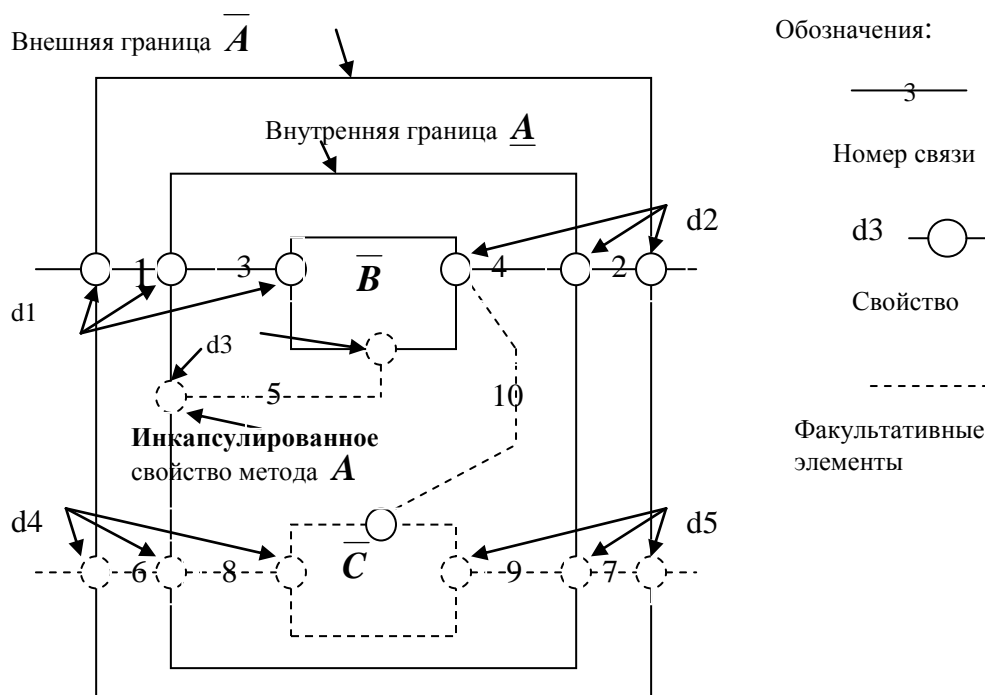 Внешняя граница A
Обозначения:
3
Внутренняя граница A
Номер связи
d2
d3
1
3
B
4
2
d1
Свойство
d3
5
10
Инкапсулированное
свойство метода A
Факультативные
элементы
d4
d5
C
6
8
9
7